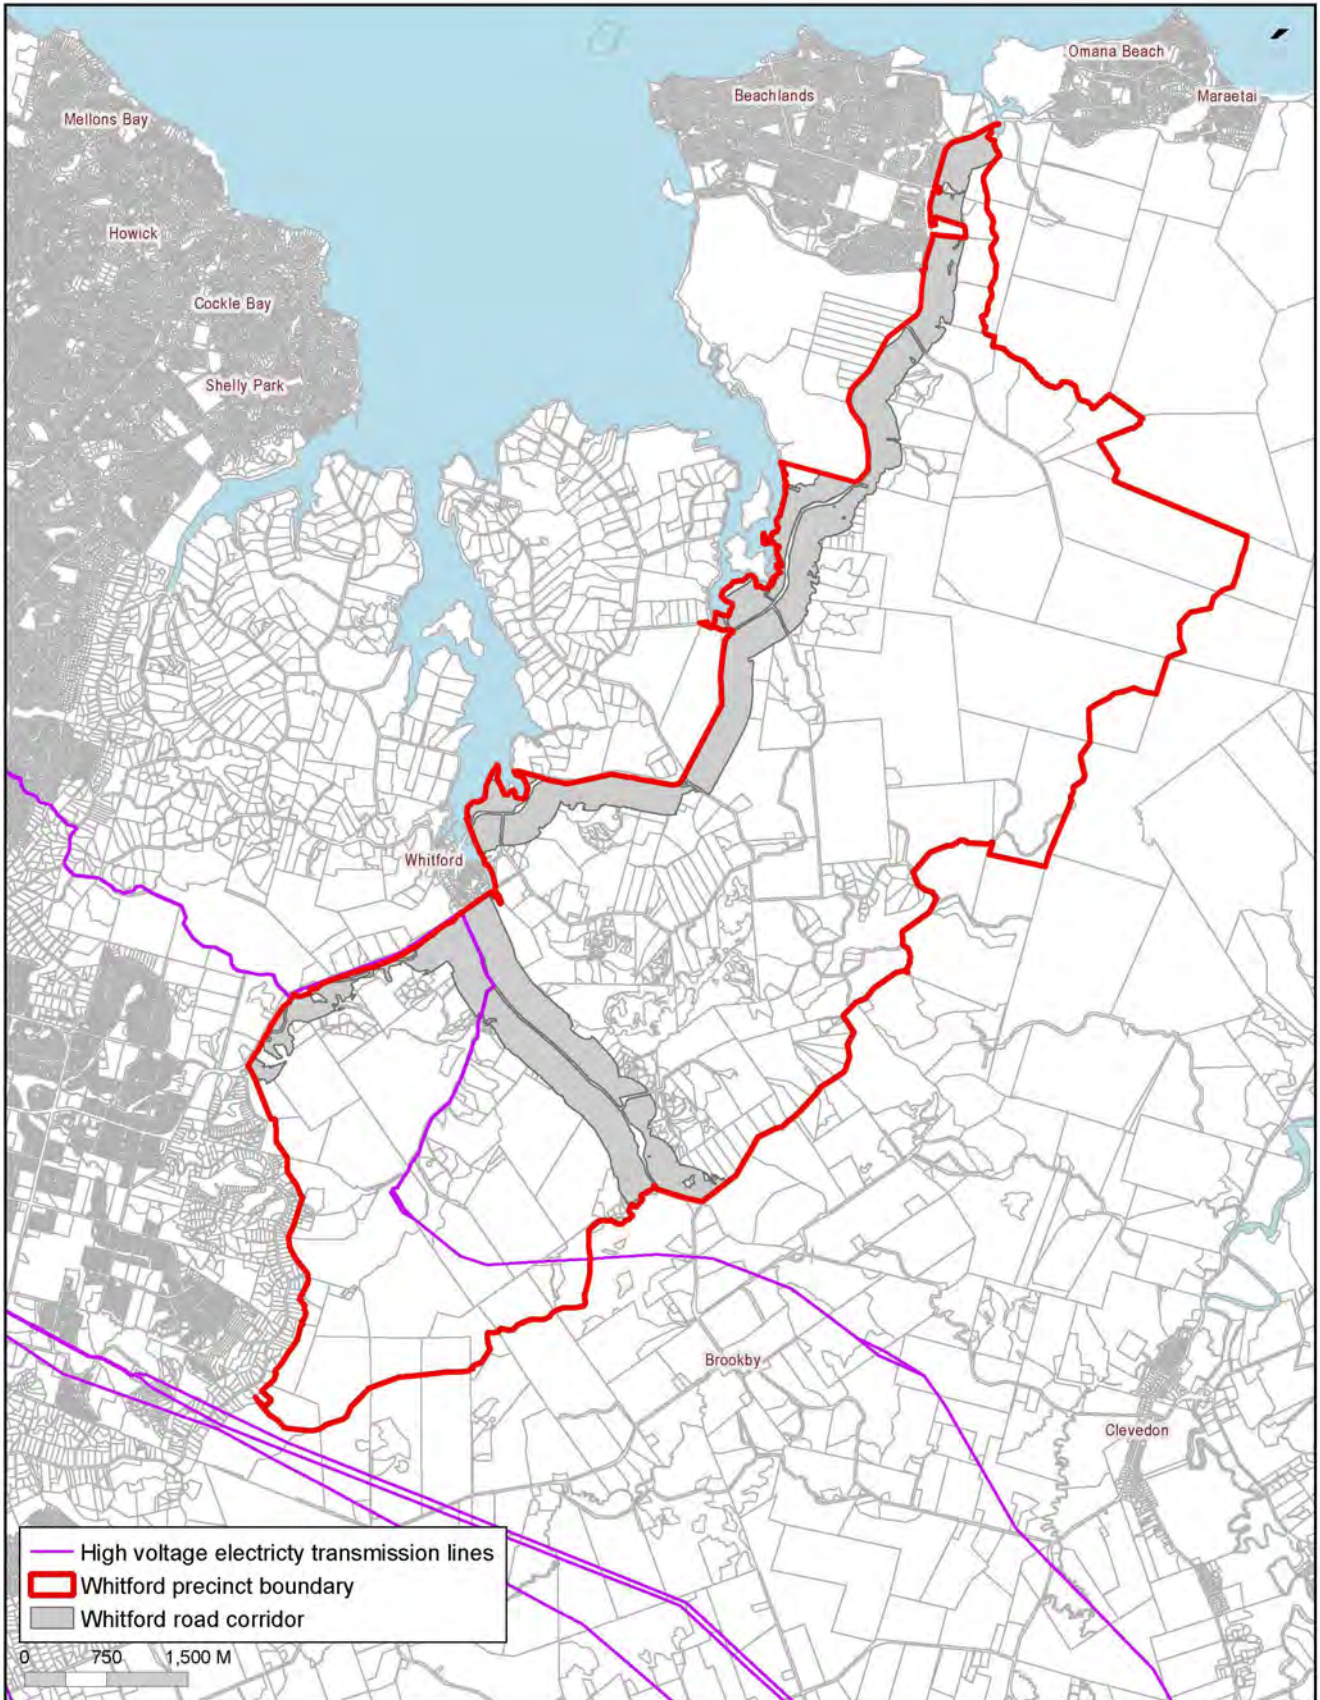 Omana Beach
Beachlands
Maraetai
Mellons Bay
Howick
Cockle Bay
Shelly Park
Whitford
Brookby
Clevedon
High voltage electricty transmission lines
Whitford precinct boundary
Whitford road corridor
0 750 1,500 M